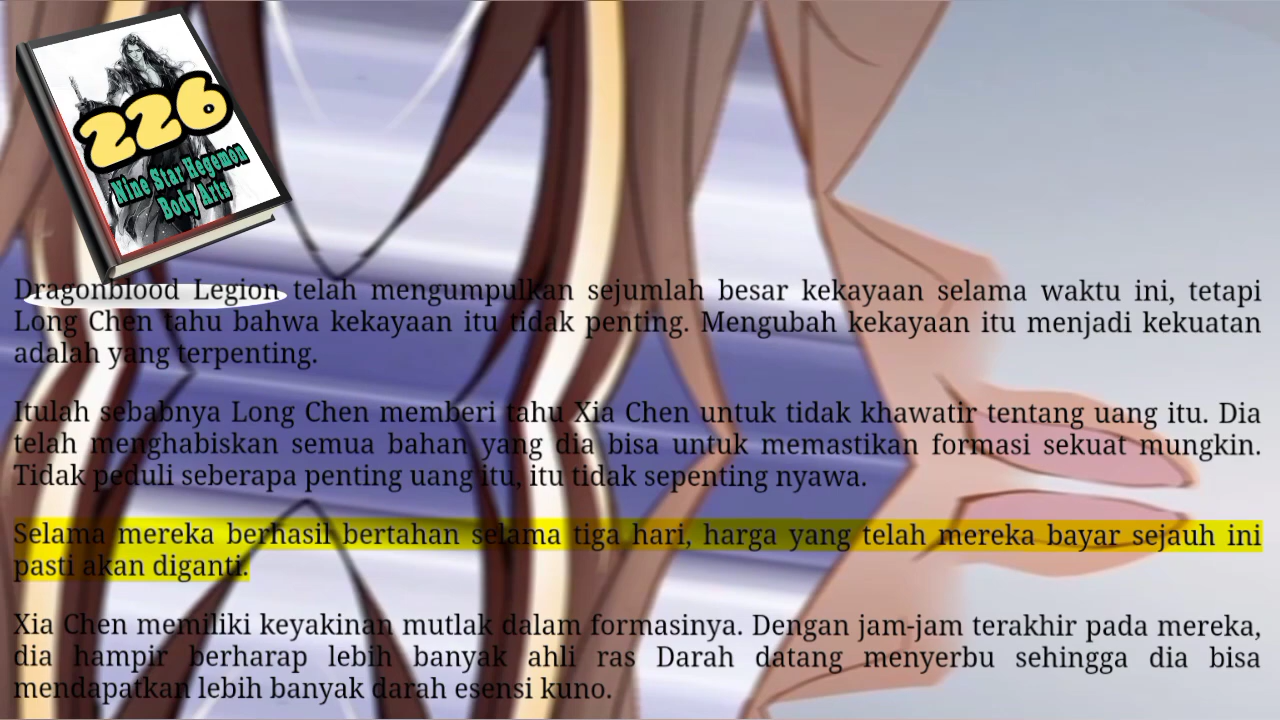 226
Nine Star Hegemon
Body Arts
Dragonblood Legion telah mengumpulkan sejumlah besar kekayaan selama waktu ini, tetapi
Long Chen tahu bahwa kekayaan itu tidak penting. Mengubah kekayaan itu menjadi kekuatan
adalah yang terpenting.
Itulah sebabnya Long Chen memberi tahu Xia Chen untuk tidak khawatir tentang uang itu. Dia
telah menghabiskan semua bahan yang dia bisa untuk memastikan formasi sekuat mungkin.
Tidak peduli seberapa penting uang itu, itu tidak sepenting nyawa.
Selama mereka berhasil bertahan selama tiga hari, harga yang telah mereka bayar sejauh ini
pasti akan diganti.
Xia Chen memiliki keyakinan mutlak dalam formasinya. Dengan jam-jam terakhir pada mereka,
dia hampir berharap lebih banyak ahli ras Darah datang menyerbu sehingga dia bisa
mendapatkan lebih banyak darah esensi kuno.